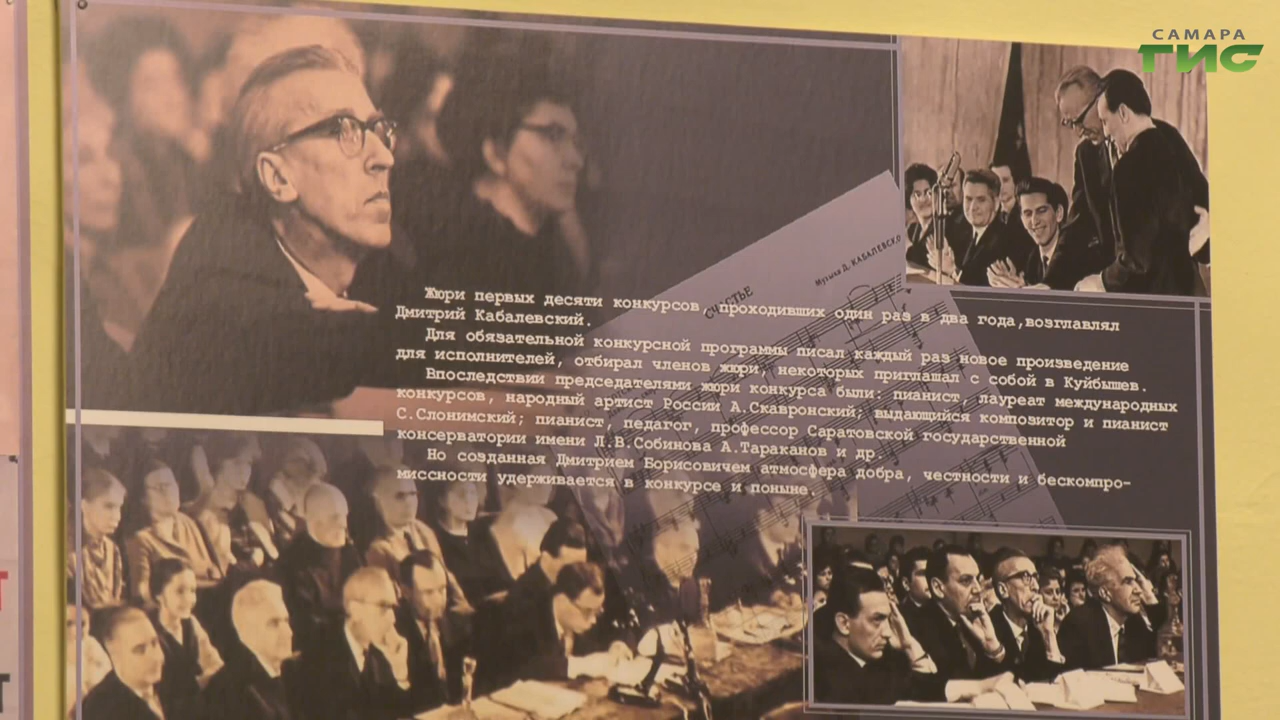 САМАРА
ГИС
Музыка Д. КАБАЛЕВСКО
СЧАСТЬЕ
Жюри первых десяти конкурсов, проходивших один раз в два года,возглавлял
Дмитрий Кабалевский.
Для обязательной конкурсной программы писал каждый раз новое произведение
для исполнителей, отбирал членов жюри, некоторых приглашал с собой в Куйбышев.
Впоследствии председателями жюри конкурса были: пианист, лауреат международных
конкурсов, народный артист России А.Скавронский; выдающийся композитор и пианист
С.Слонимский; пианист, педагог, профессор Саратовской государственной
консерватории имени Л.В.Собинова А.Тараканов и др.
Но созданная Дмитрием Борисовичем атмосфера добра, честности и бескомпро-
миссности удерживается в конкурсе и поныне.